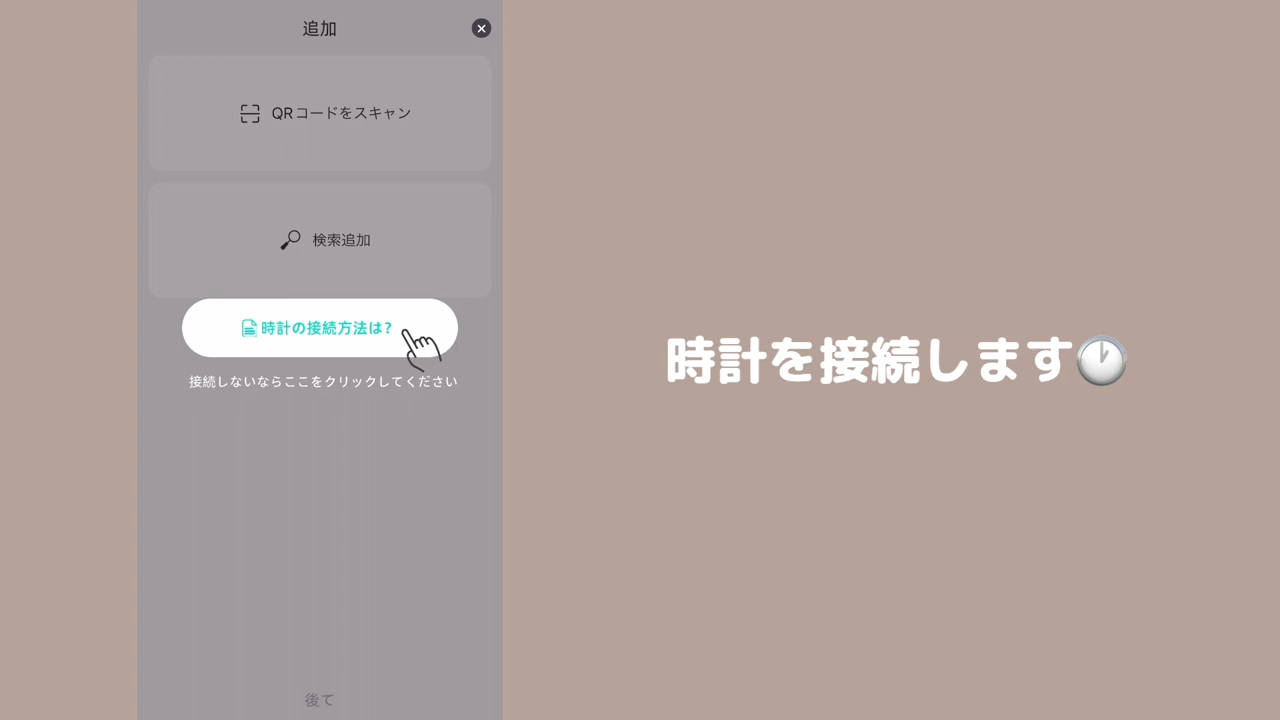 追加
QRコードをスキャン
検索追加
時計の接続方法は?
接続しないならここをクリックしてください
時計を接続します🕐
後て